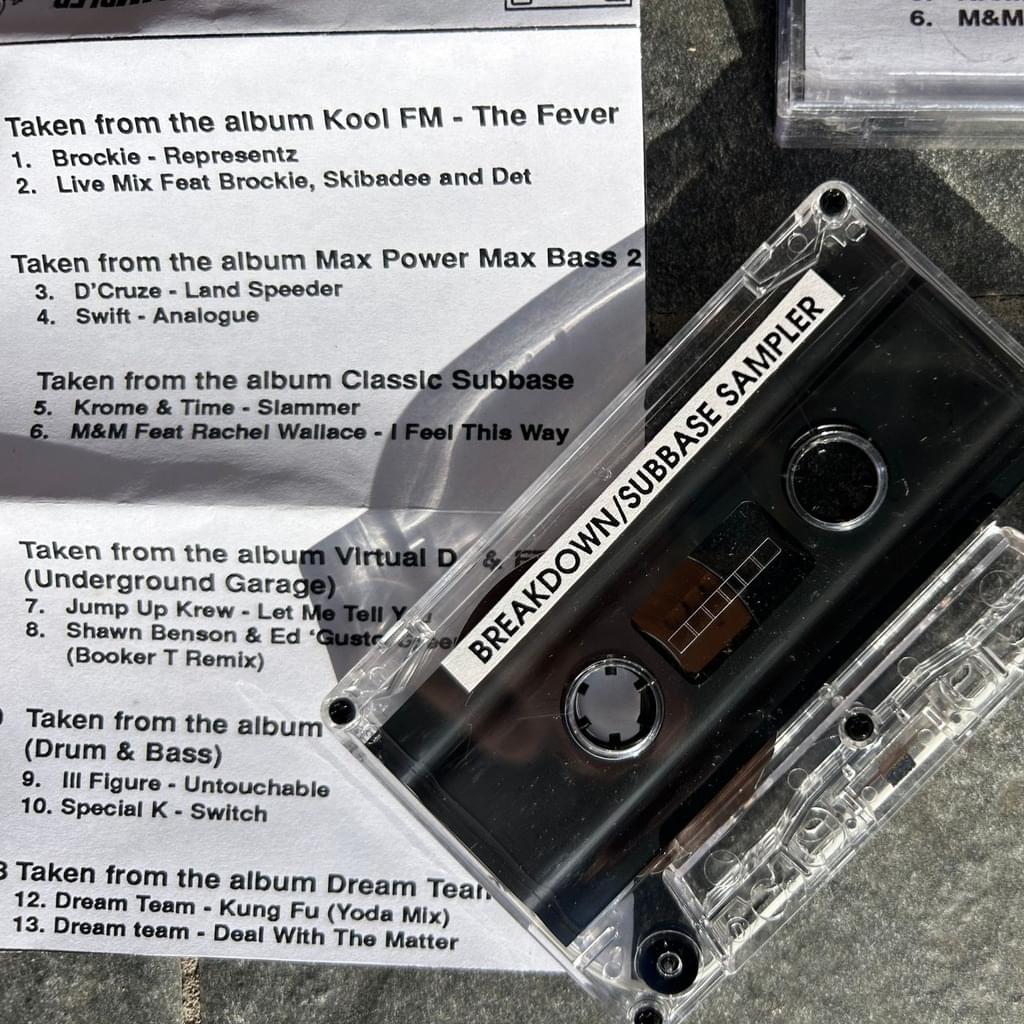 Taken from the album Kool FM - The Fever
1. Brockie - Representz
2. Live Mix Feat Brockie, Skibadee and Det
Taken from the album Max Power Max Bass 2
3. D'Cruze - Land Speeder
4. Swift - Analogue
Taken from the album Classic Subbase
5. Krome & Time - Slammer
6. M&M Feat Rachel Wallace - I Feel This Way
Taken from the album Virtual D &
(Underground Garage)
7. Jump Up Krew - Let Me Tell You
8. Shawn Benson & Ed 'Gusto
(Booker T Remix)
Taken from the album
(Drum & Bass)
9. Ill Figure - Untouchable
10. Special K - Switch
Taken from the album Dream Team
12. Dream Team - Kung Fu (Yoda Mix)
13. Dream team - Deal With The Matter
BREAKDOWN/SUBBASE SAMPLER
6. M&M